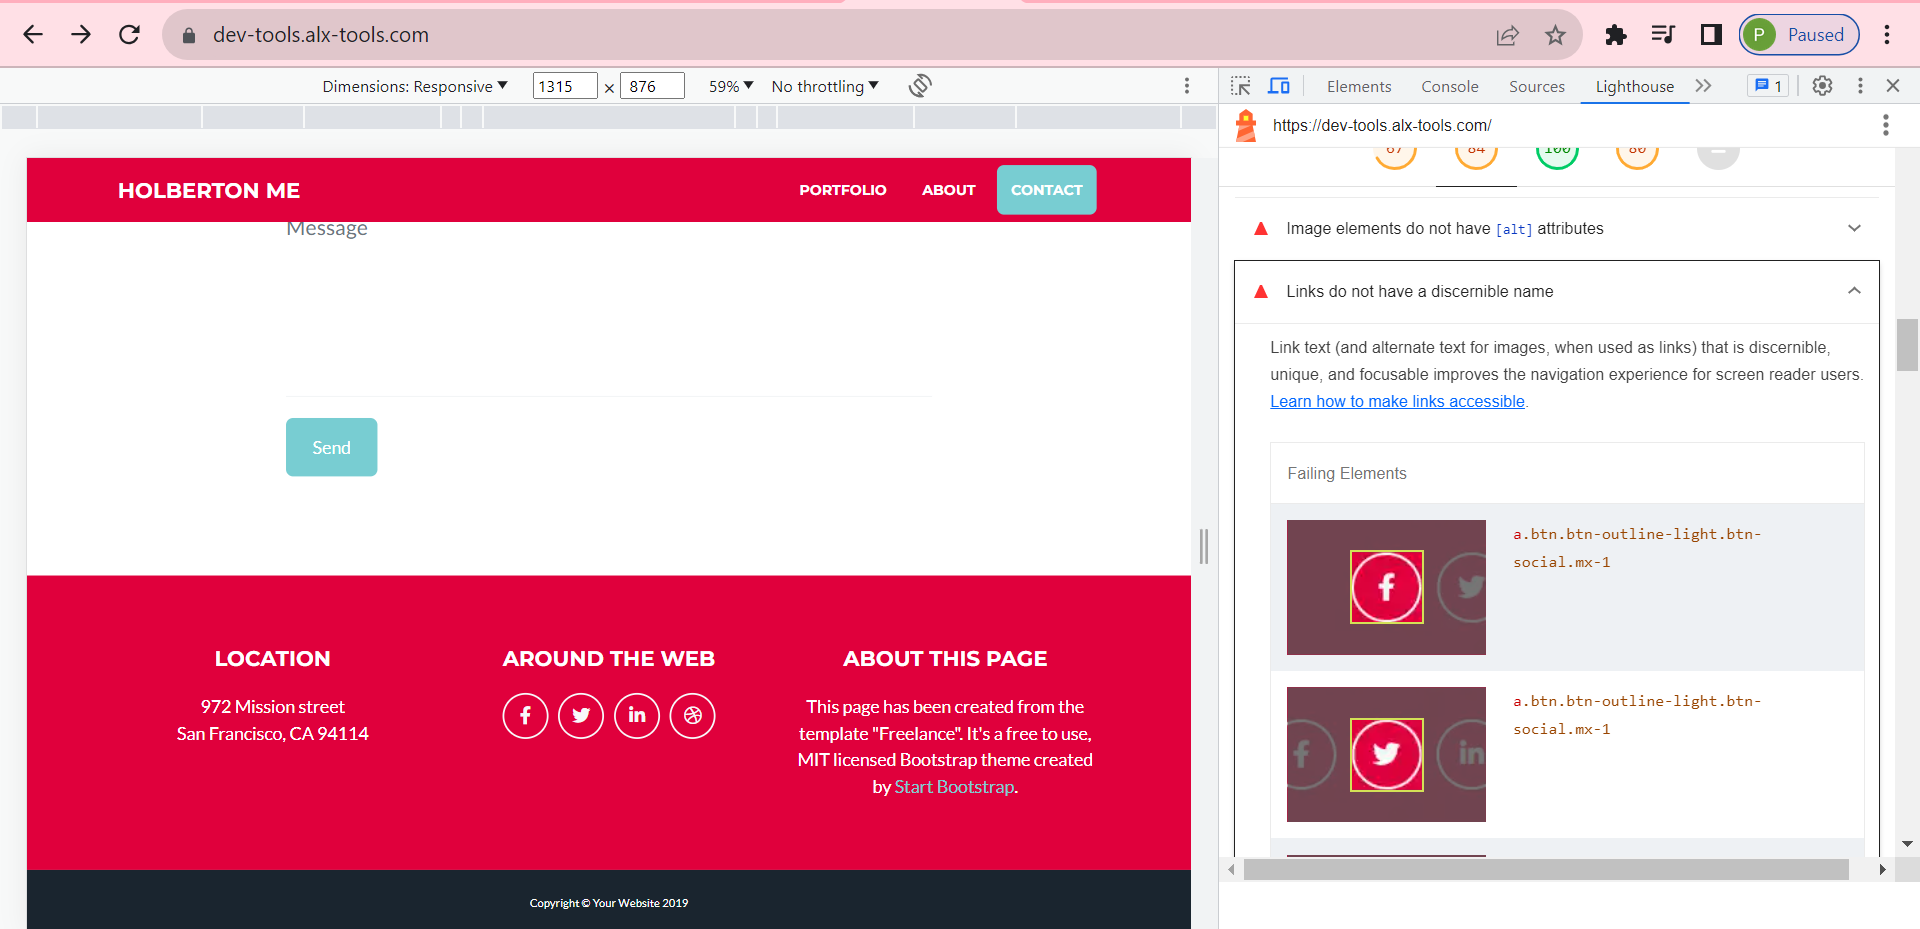 dev-tools.alx-tools.com
P
Paused
Dimensions: Responsive
1315
×
876
59%
No throttling
Elements
Console
Sources
Lighthouse
1
https://dev-tools.alx-tools.com/
67
84
100
80
HOLBERTON ME
PORTFOLIO
ABOUT
CONTACT
Message
Send
LOCATION
972 Mission street
San Francisco, CA 94114
AROUND THE WEB
ABOUT THIS PAGE
This page has been created from the
template "Freelance". It's a free to use,
MIT licensed Bootstrap theme created
by Start Bootstrap.
Copyright © Your Website 2019
Image elements do not have [alt] attributes
Links do not have a discernible name
Link text (and alternate text for images, when used as links) that is discernible,
unique, and focusable improves the navigation experience for screen reader users.
Learn how to make links accessible.
Failing Elements
a.btn.btn-outline-light.btn-
social.mx-1
a.btn.btn-outline-light.btn-
social.mx-1